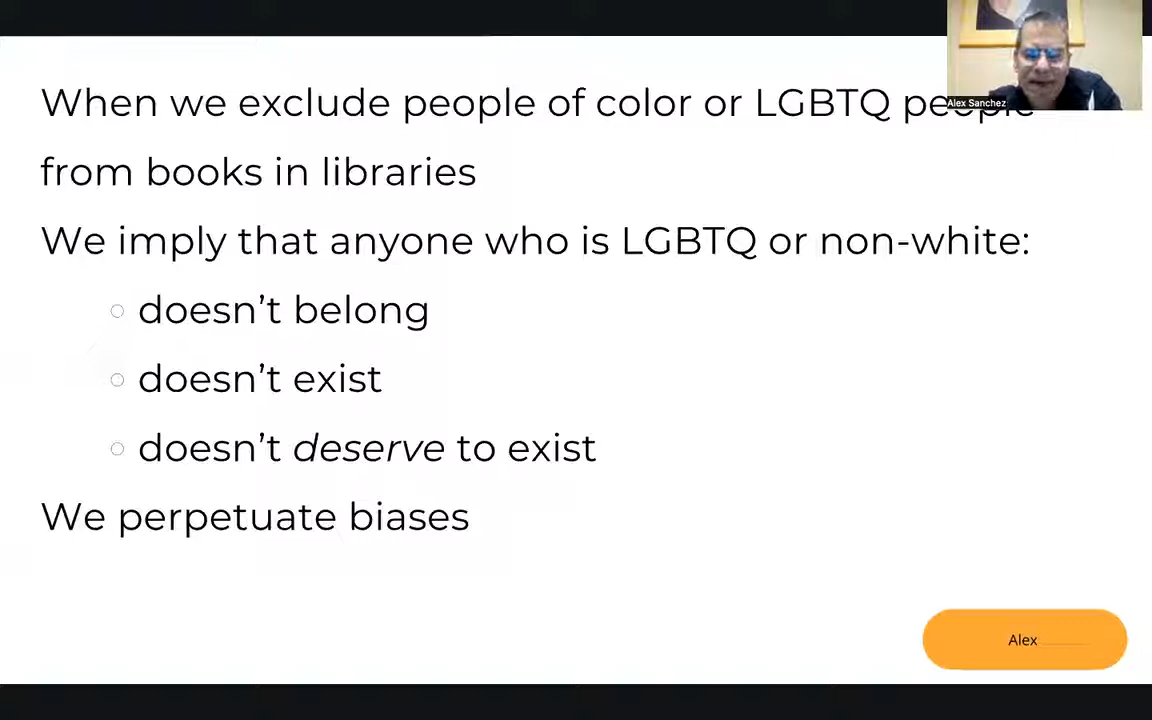 When we exclude people of color or LGBTQ people
Alex Sanchez
from books in libraries
We imply that anyone who is LGBTQ or non-white:
doesn't belong
doesn't exist
doesn't deserve to exist
We perpetuate biases
Alex